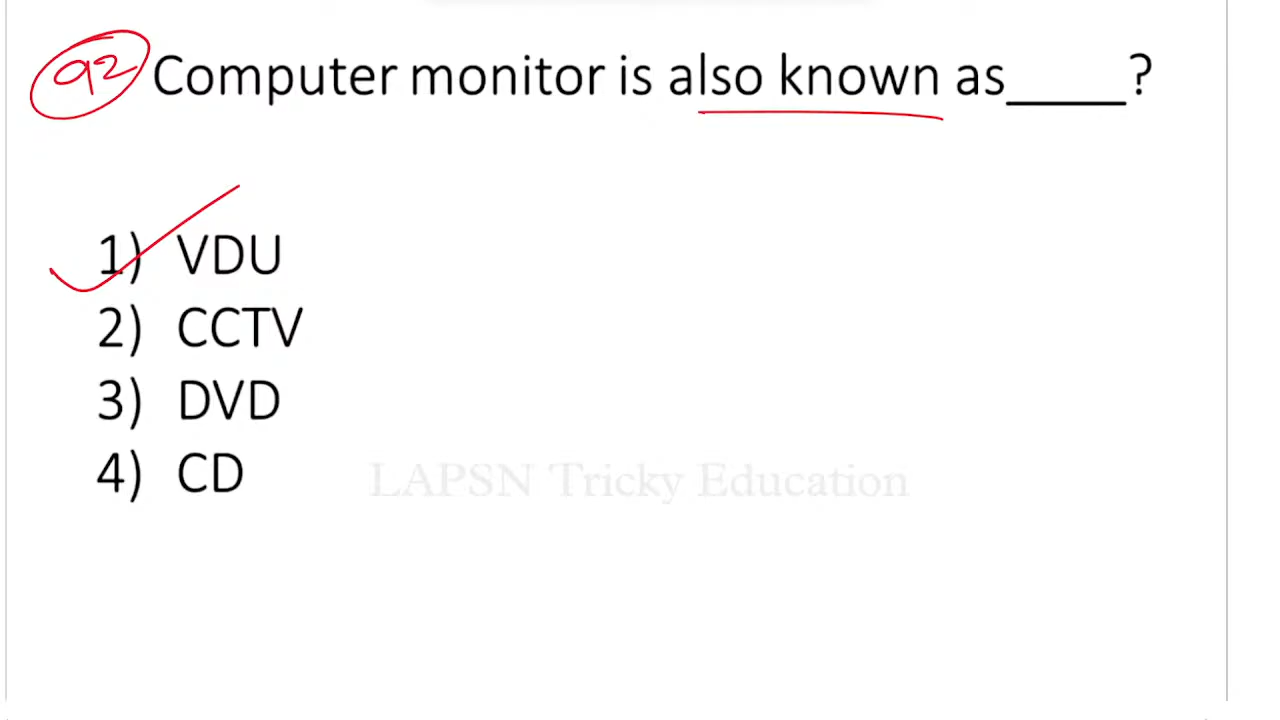 92 Computer monitor is also known as_____?
1) VDU
2) CCTV
3) DVD
4) CD
LAPSN Tricky Education